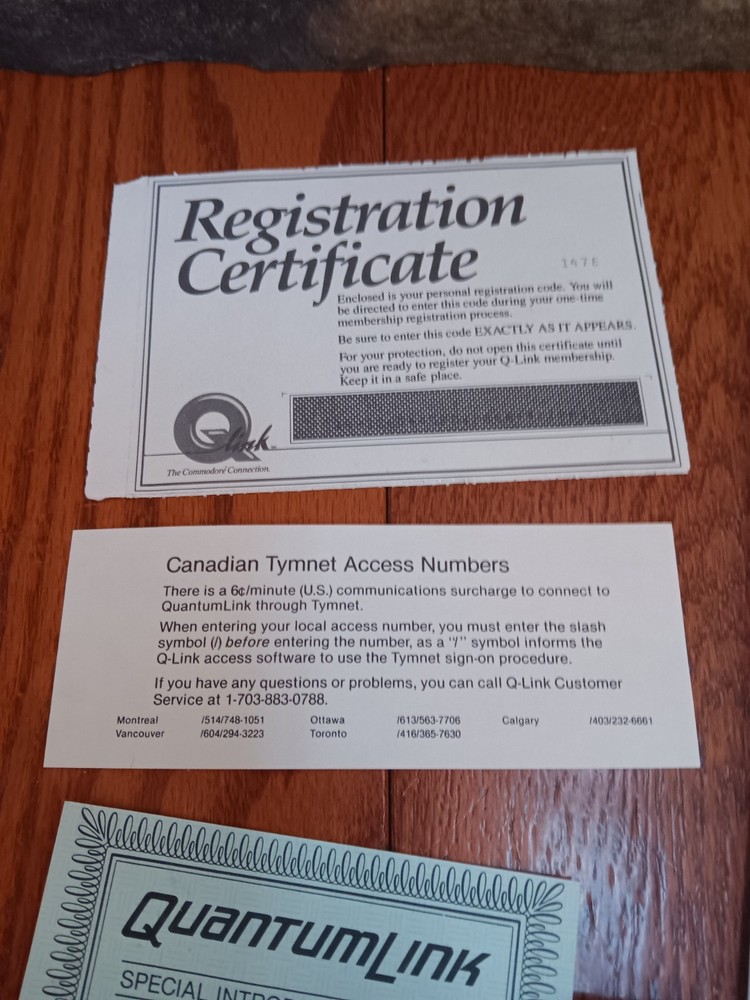 Registration
Certificate
Enclosed is your personal registration code. You will
be directed to enter this code during your one-time
membership registration process.
Be sure to enter this code EXACTLY AS IT APPEARS.
For your protection, do not open this certificate until
you are ready to register your Q-Link membership.
Keep it in a safe place.
Q-Link
The Commodore Connection.
Canadian Tymnet Access Numbers
There is a 6¢/minute (U.S.) communications surcharge to connect to
QuantumLink through Tymnet.
When entering your local access number, you must enter the slash
symbol (/) before entering the number, as a "/" symbol informs the
Q-Link access software to use the Tymnet sign-on procedure.
If you have any questions or problems, you can call Q-Link Customer
Service at 1-703-883-0788.
Montreal /514/748-1051 Ottawa /613/563-7706 Calgary /403/232-6661
Vancouver /604/294-3223 Toronto /416/365-7630
QuantumLink
SPECIAL